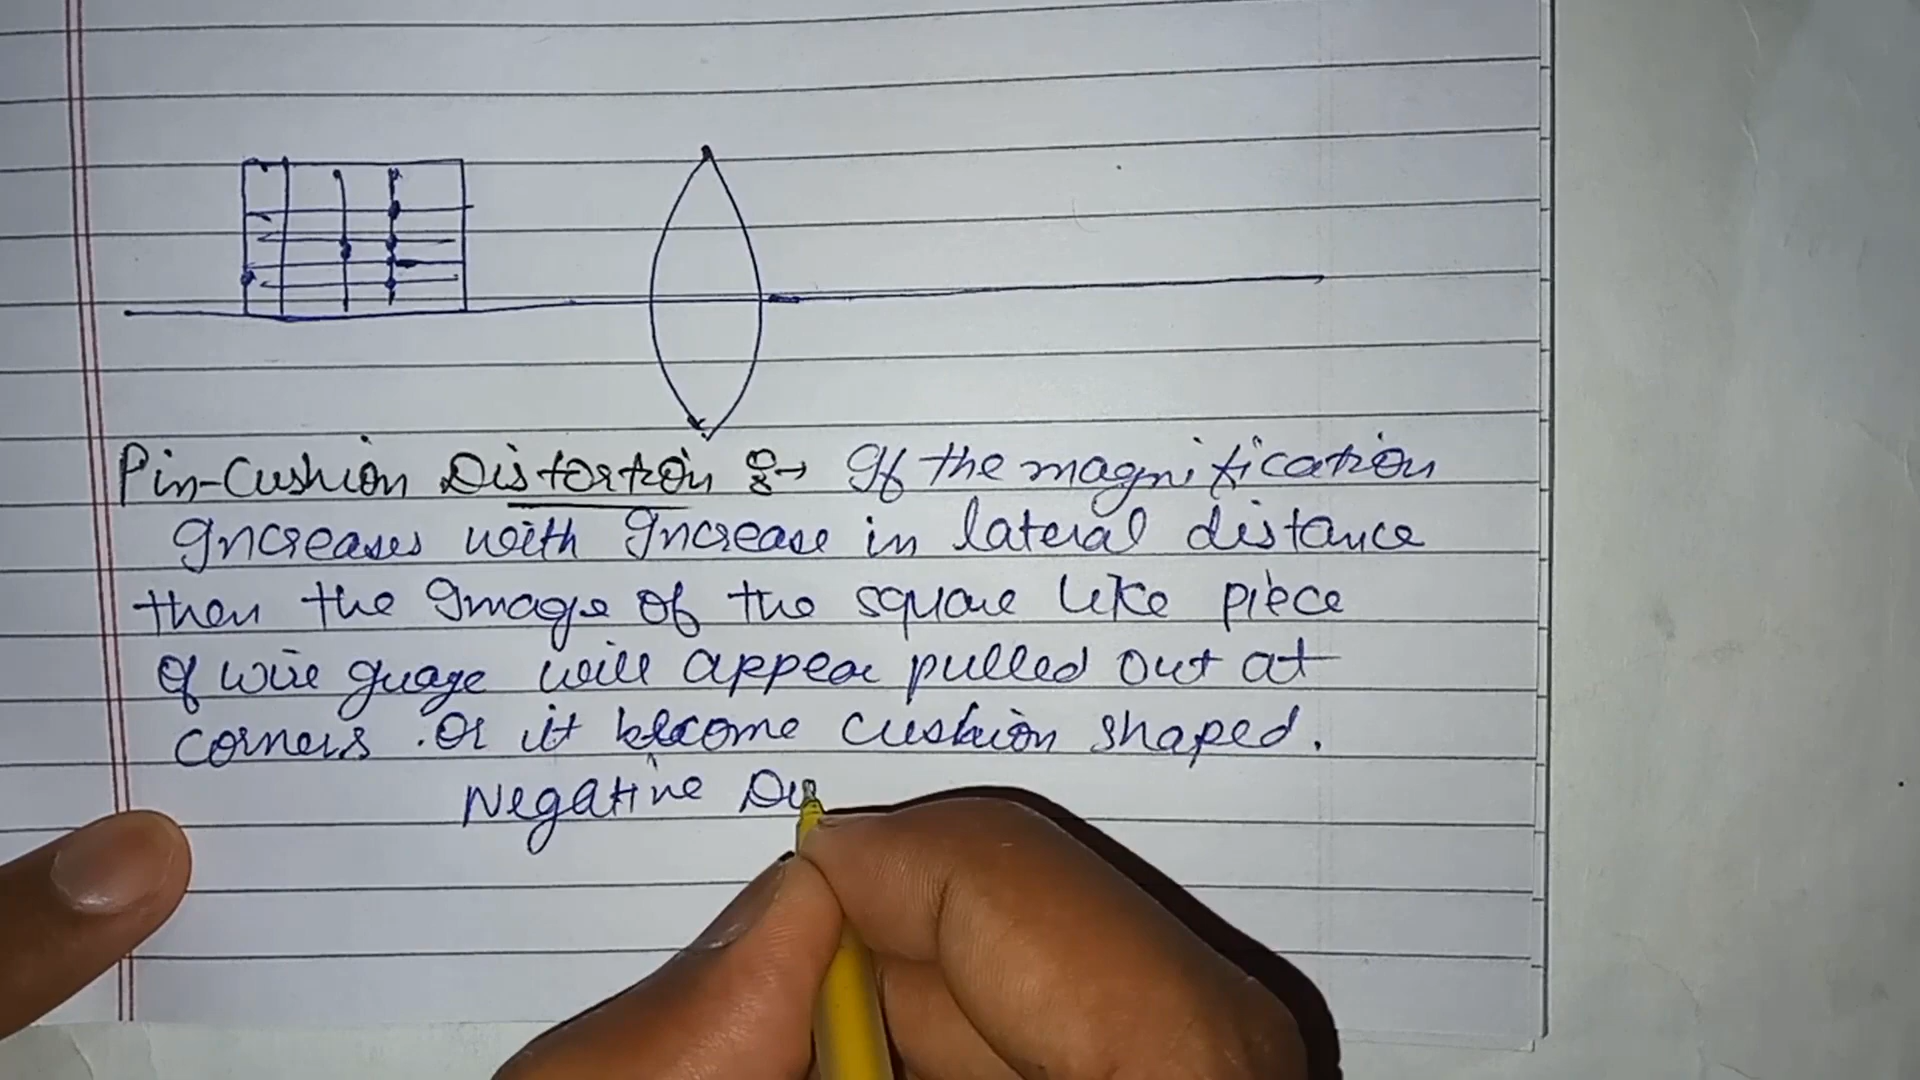 Pin-Cushion Distortion :→ If the magnification
Increases with Increase in lateral distance
then the Image of the square like piece
of wire guage will appear pulled out at
corners. Or it become cushion shaped.
Negative